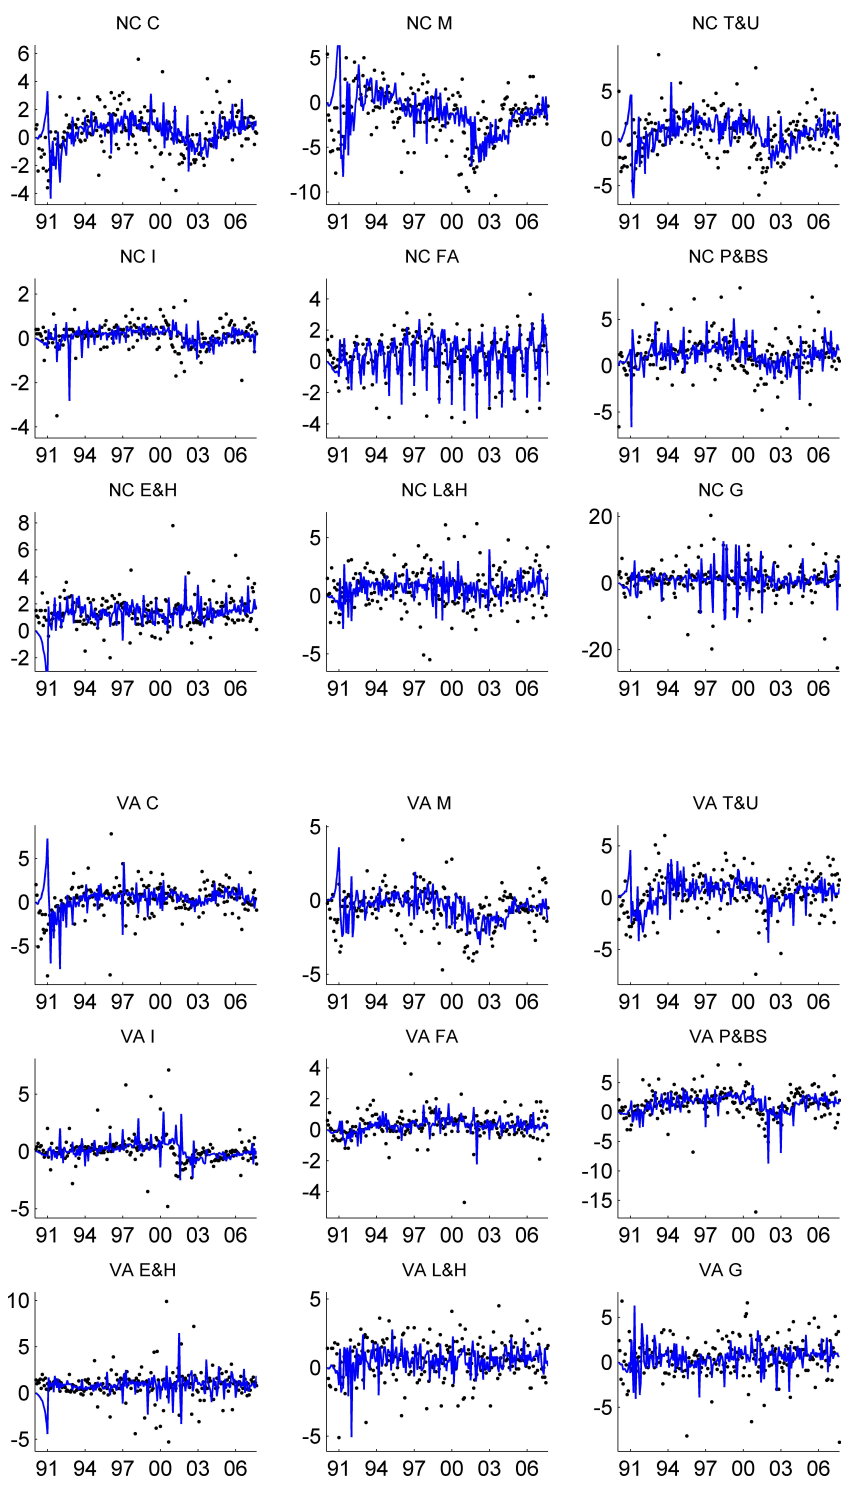 NC C NC M NC T&U
6 4 2 0 -2 -4
5 0 -5 -10
5 0 -5
91 94 97 00 03 06 91 94 97 00 03 06 91 94 97 00 03 06
NC I NC FA NC P&BS
2 0 -2 -4
4 2 0 -2 -4
5 0 -5
91 94 97 00 03 06 91 94 97 00 03 06 91 94 97 00 03 06
NC E&H NC L&H NC G
8 6 4 2 0 -2
5 0 -5
20 0 -20
91 94 97 00 03 06 91 94 97 00 03 06 91 94 97 00 03 06
VA C VA M VA T&U
5 0 -5
5 0 -5
5 0 -5
91 94 97 00 03 06 91 94 97 00 03 06 91 94 97 00 03 06
VA I VA FA VA P&BS
5 0 -5
4 2 0 -2 -4
5 0 -5 -10 -15
91 94 97 00 03 06 91 94 97 00 03 06 91 94 97 00 03 06
VA E&H VA L&H VA G
10 5 0 -5
5 0 -5
5 0 -5
91 94 97 00 03 06 91 94 97 00 03 06 91 94 97 00 03 06